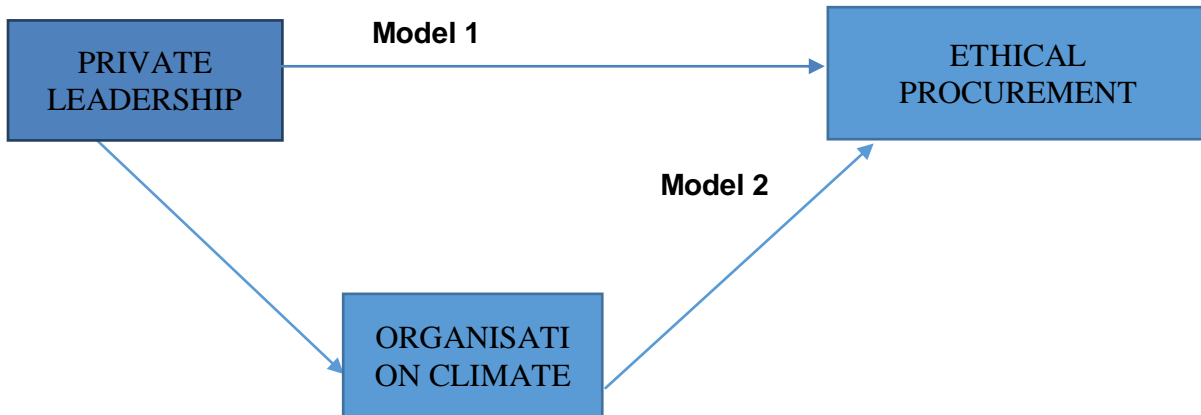 Model 1
PRIVATE
LEADERSHIP
ETHICAL
PROCUREMENT
Model 2
ORGANISATI
ON CLIMATE